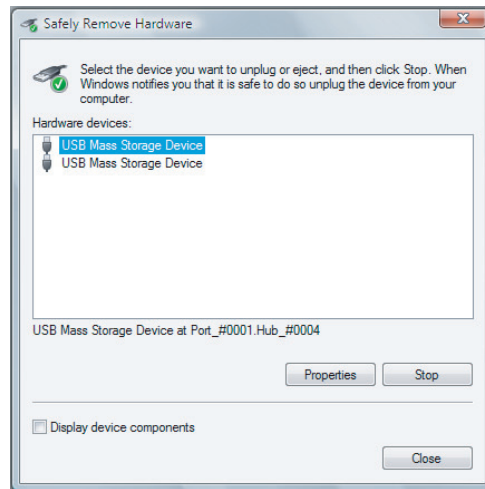 Safely Remove Hardware
Select the device you want to unplug or eject, and then click Stop. When
Windows notifies you that it is safe to do so unplug the device from your
computer.
Hardware devices:
USB Mass Storage Device
USB Mass Storage Device
USB Mass Storage Device at Port_#0001.Hub_#0004
Properties Stop
Display device components
Close